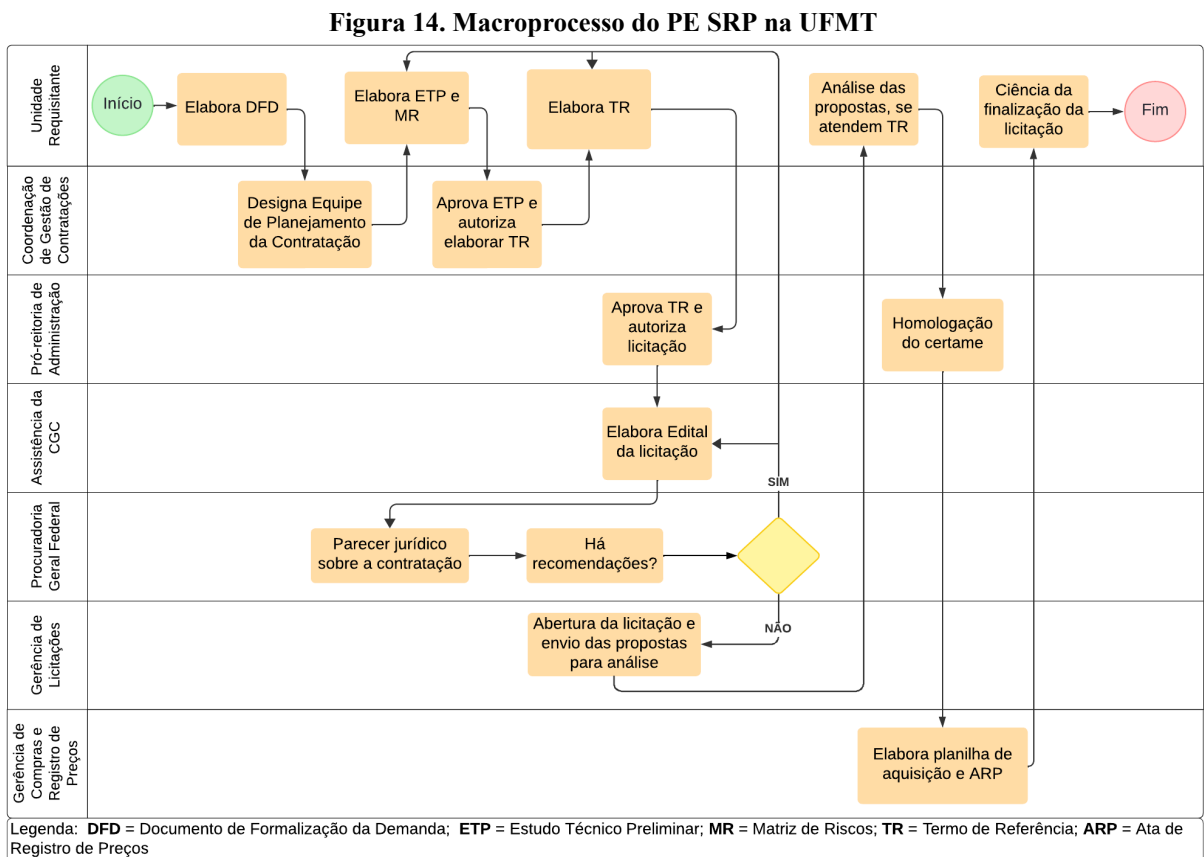 Figura 14. Macroprocesso do PE SRP na UFMT
Unidade
Requisitante
Início
Elabora DFD
Elabora ETP e
MR
Elabora TR
Análise das
propostas, se
atendem TR
Ciência da
finalização da
licitação
Fim
Coordenação
de Gestão de
Contratações
Designa Equipe
de Planejamento
da Contratação
Aprova ETP e
autoriza
elaborar TR
Pró-reitoria de
Administração
Aprova TR e
autoriza
licitação
Homologação
do certame
Assistência da
CGC
Elabora Edital
da licitação
SIM
Procuradoria
Geral Federal
Parecer jurídico
sobre a contratação
Há
recomendações?
Gerência de
Licitações
Abertura da licitação e
envio das propostas
para análise
NÃO
Gerência de
Compras e
Registro de
Preços
Elabora planilha de
aquisição e ARP
Legenda: DFD = Documento de Formalização da Demanda; ETP = Estudo Técnico Preliminar; MR = Matriz de Riscos; TR = Termo de Referência; ARP = Ata de
Registro de Preços